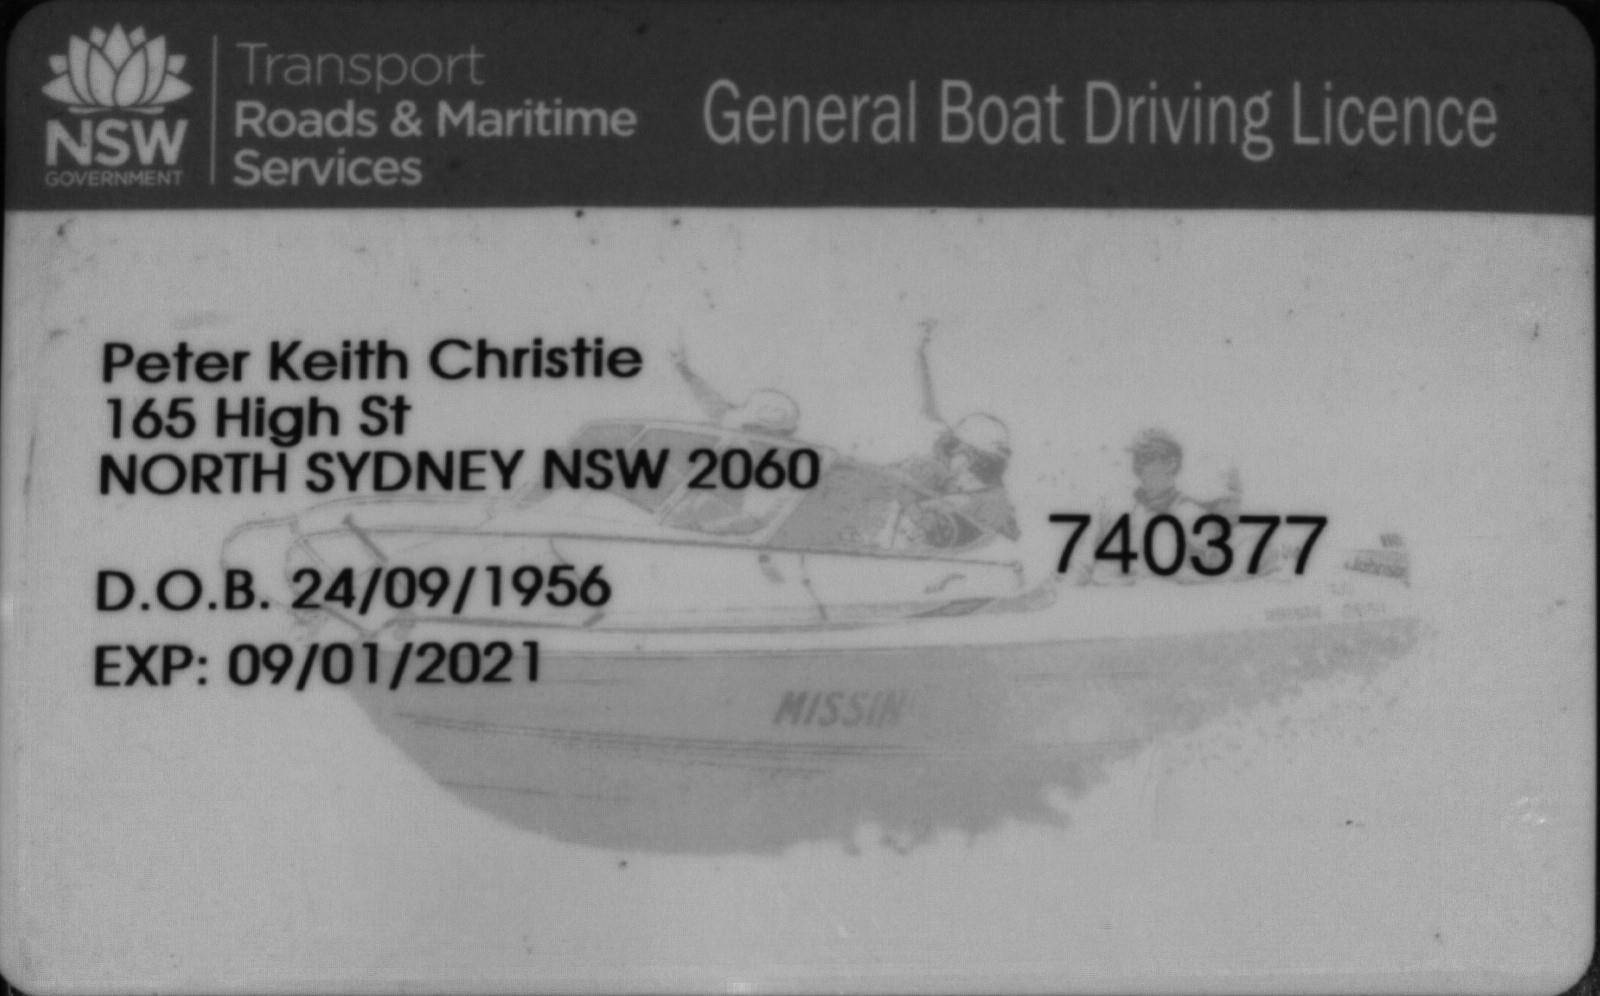 NSW
GOVERNMENT
Transport
Roads & Maritime
Services
General Boat Driving Licence
Peter Keith Christie
165 High St
NORTH SYDNEY NSW 2060
740377
D.O.B. 24/09/1956
EXP: 09/01/2021
MISSIN